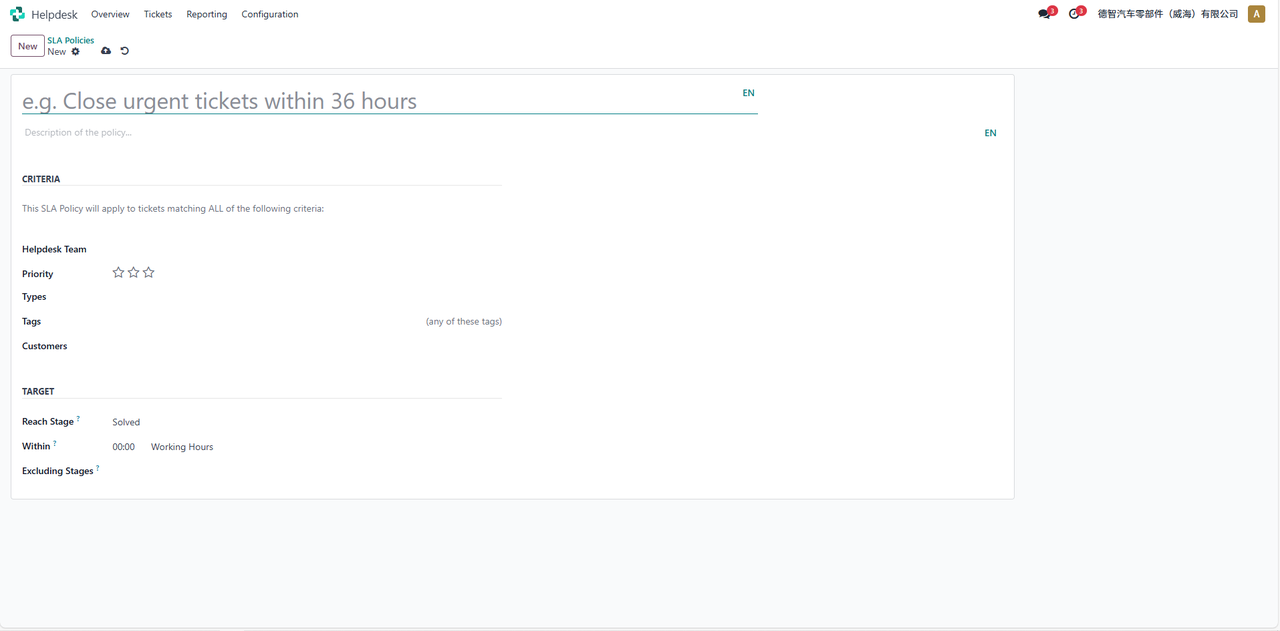 Helpdesk Overview Tickets Reporting Configuration 3 3 德智汽车零部件（威海）有限公司 A
New SLA Policies
New
e.g. Close urgent tickets within 36 hours EN
Description of the policy... EN
CRITERIA
This SLA Policy will apply to tickets matching ALL of the following criteria:
Helpdesk Team
Priority
Types
Tags (any of these tags)
Customers
TARGET
Reach Stage ? Solved
Within ? 00:00 Working Hours
Excluding Stages ?